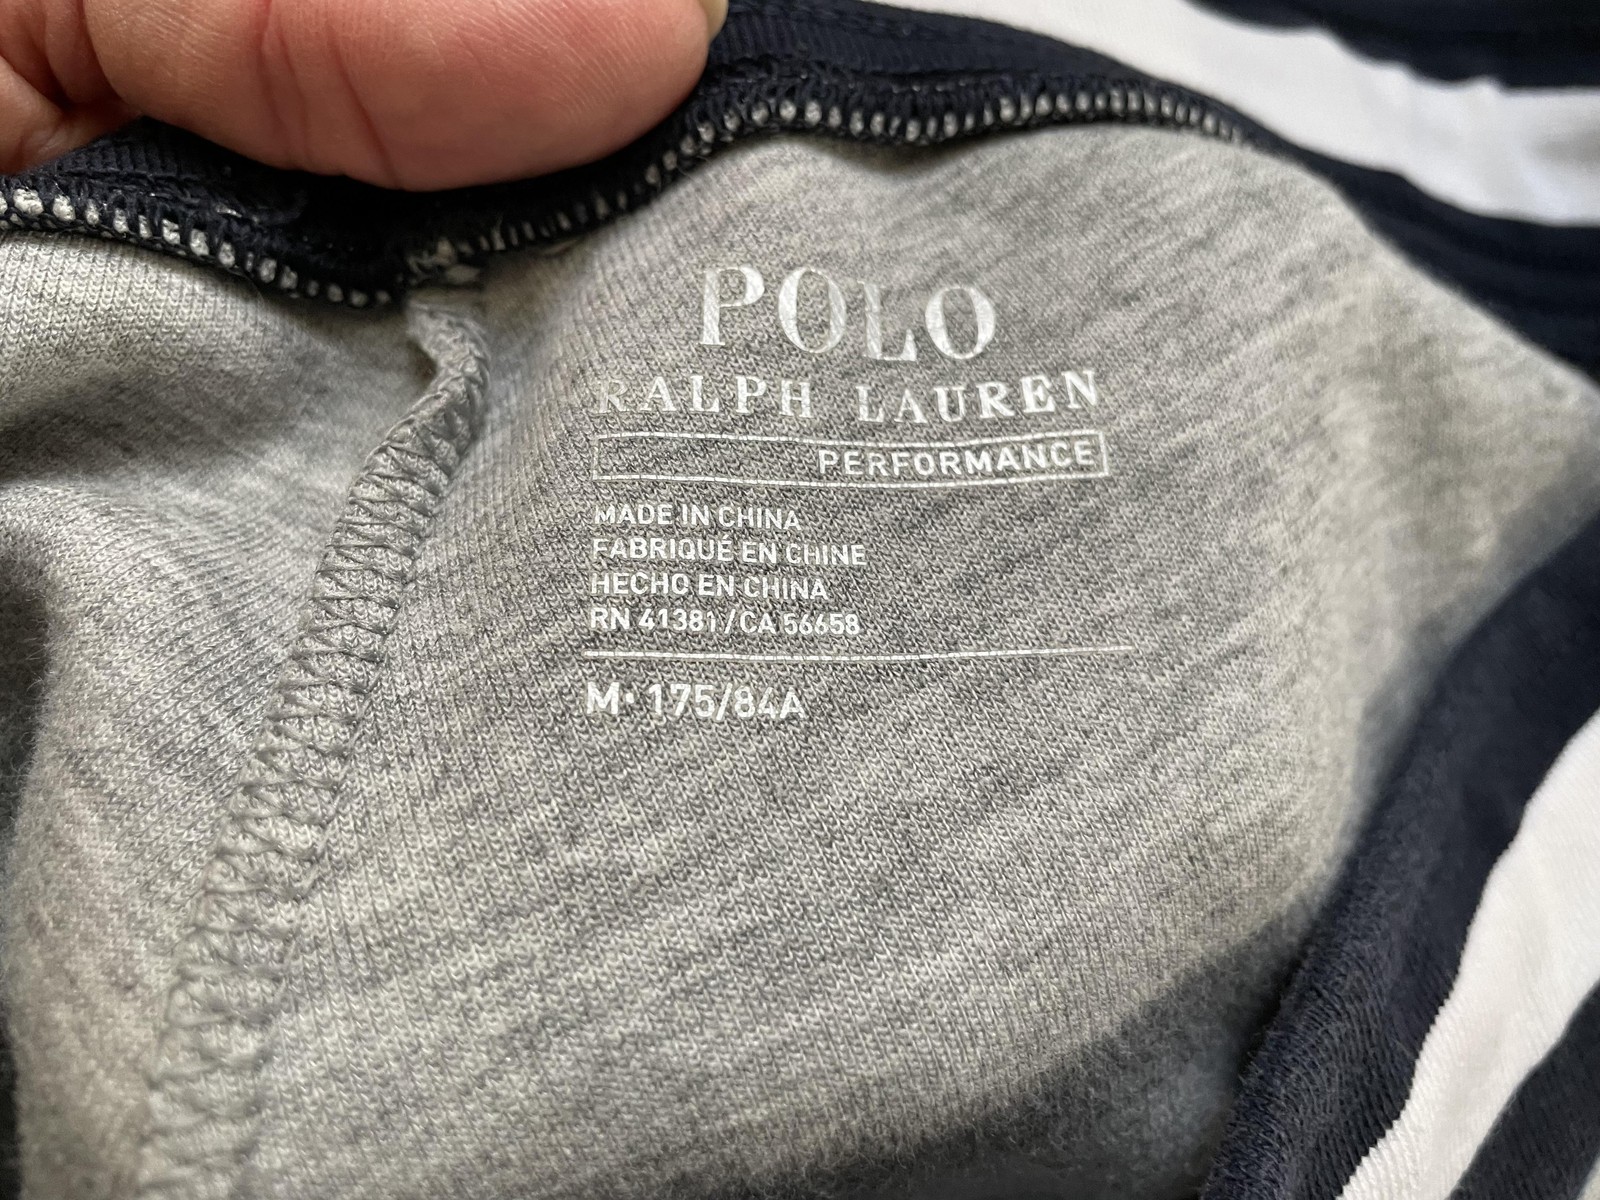 POLO
RALPH LAUREN
PERFORMANCE
MADE IN CHINA
FABRIQUÉ EN CHINE
HECHO EN CHINA
RN 41381/CA 56658
M· 175/84A